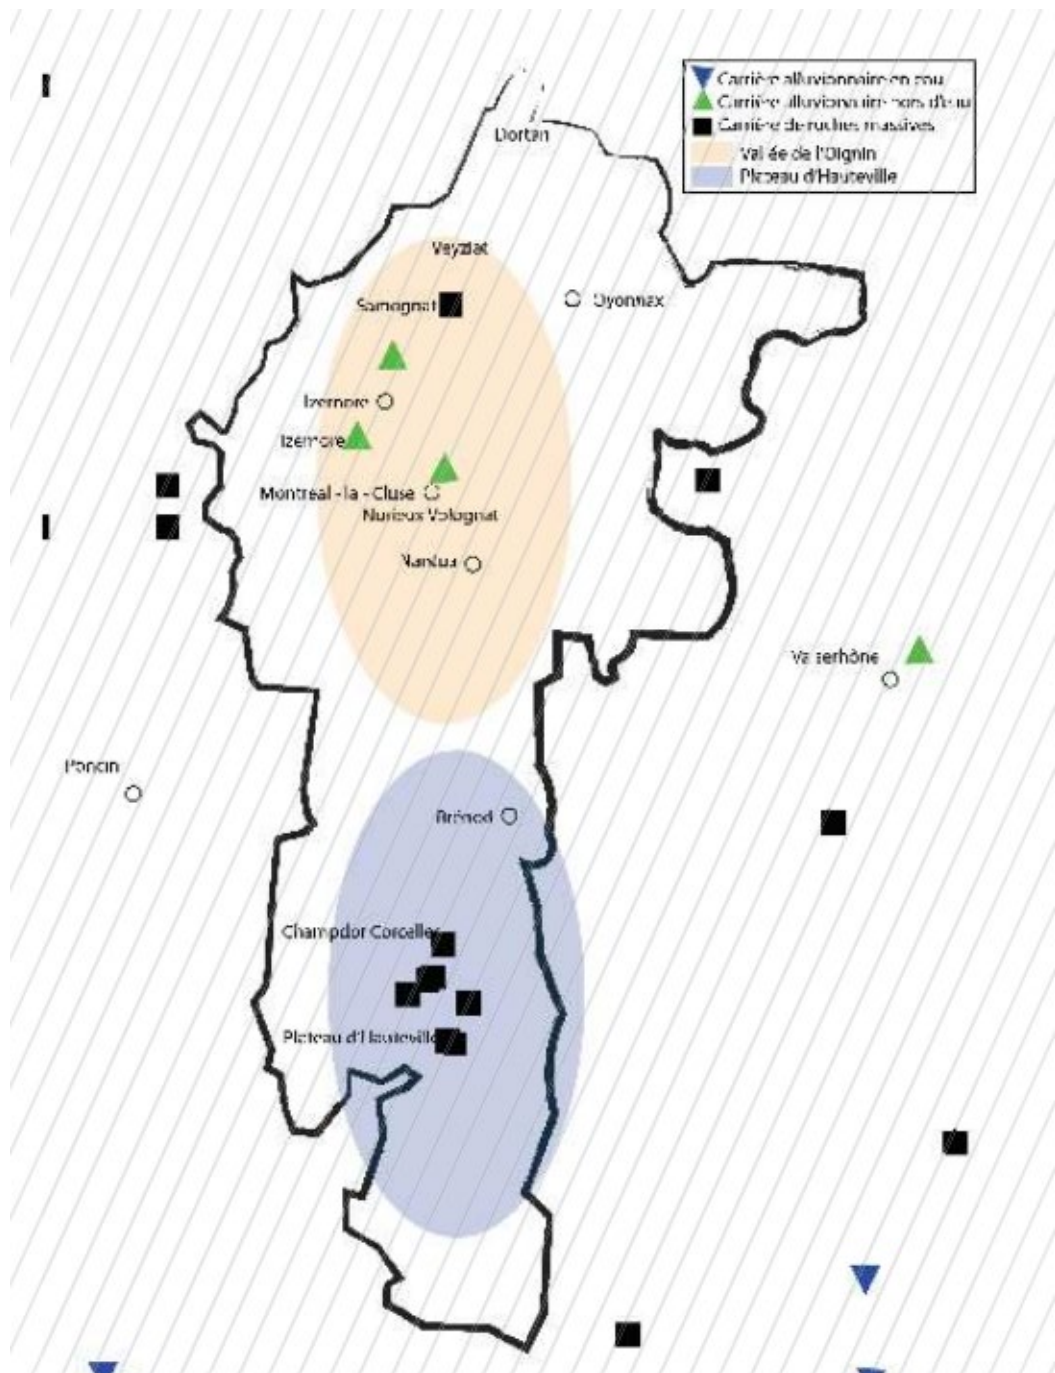 Carrière alluvionnaire en eau
Carrière alluvionnaire hors d'eau
Carrière de roches massives
Vallée de l'Oignin
Plateau d'Hauteville
Dortan
Veyziat
Samognat
Oyonnax
Izernore
Izernore
Montréal - la - Cluse
Nurieux Volognat
Nantua
Valserhône
Poncin
Brénod
Champdor Corcelles
Plateau d'Hauteville